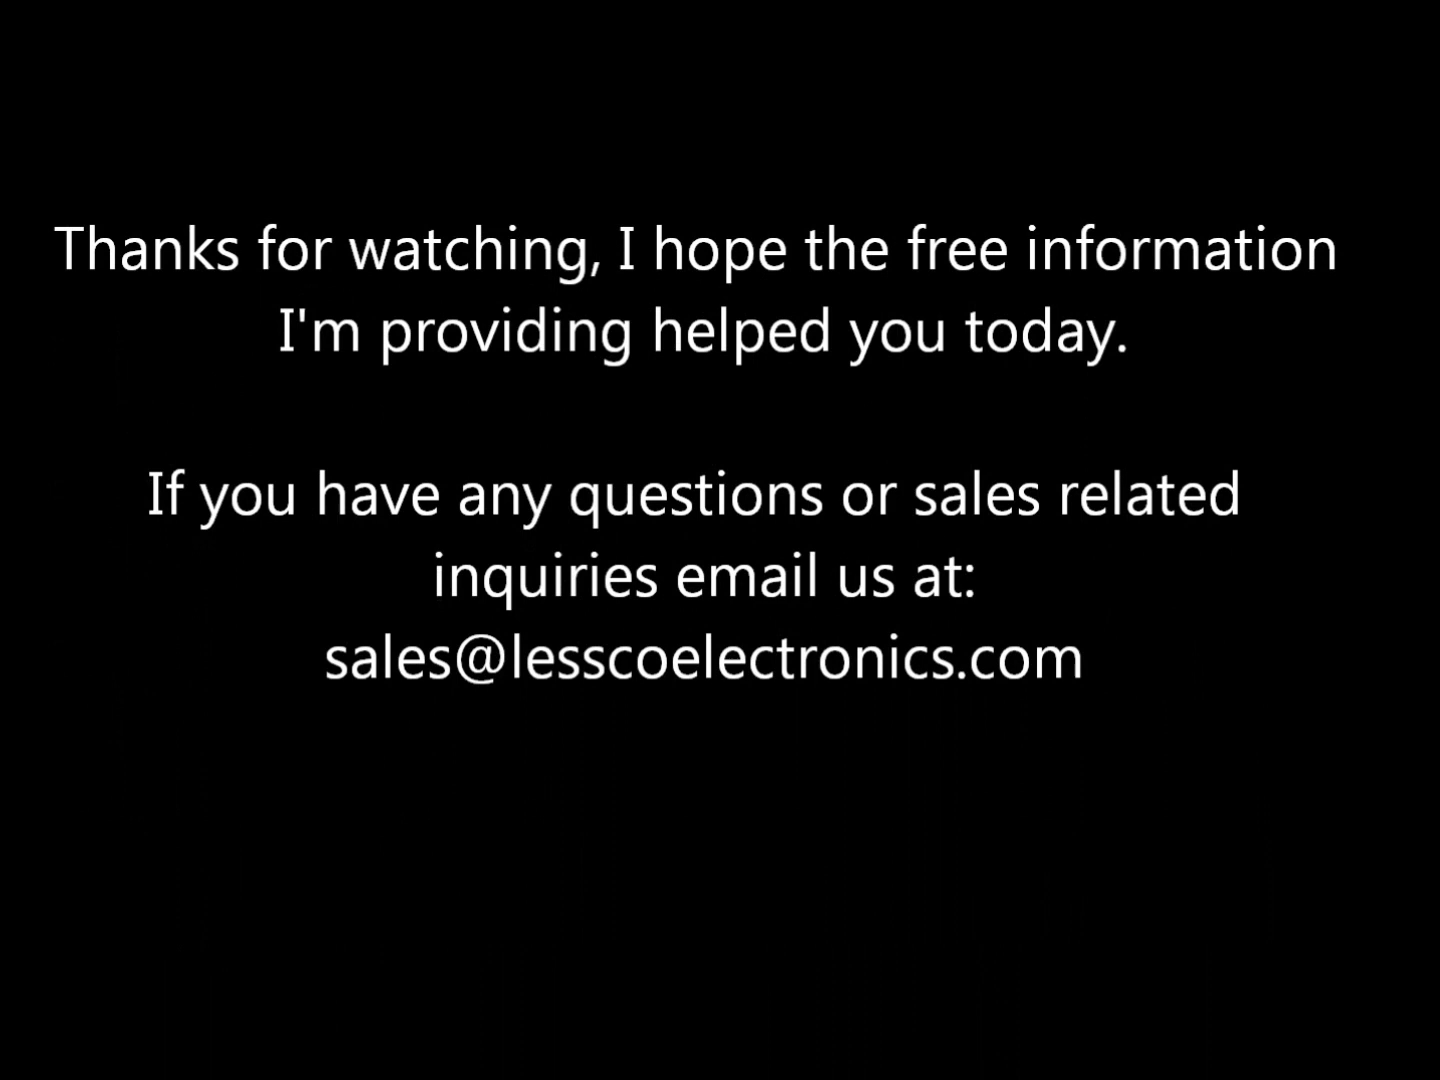 Thanks for watching, I hope the free information
I'm providing helped you today.
If you have any questions or sales related
inquiries email us at:
sales@lesscoelectronics.com